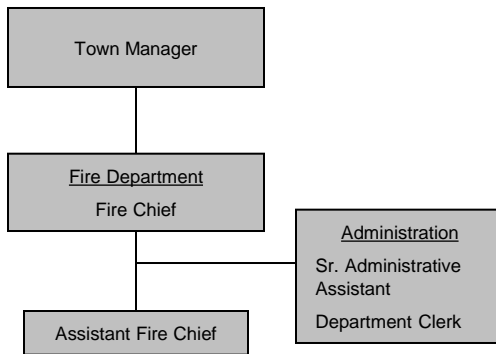 Town Manager
Fire Department
Fire Chief
Administration
Sr. Administrative
Assistant
Department Clerk
Assistant Fire Chief